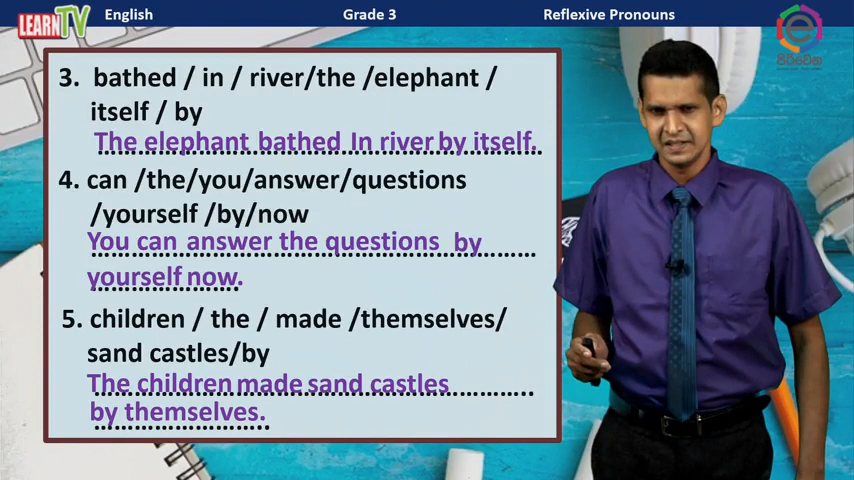 LEARN TV
English
Grade 3
Reflexive Pronouns
3. bathed / in / river/the /elephant /
itself / by
The elephant bathed In river by itself.
4. can /the/you/answer/questions
/yourself /by/now
You can answer the questions by
yourself now.
5. children / the / made /themselves/
sand castles/by
The children made sand castles
by themselves.